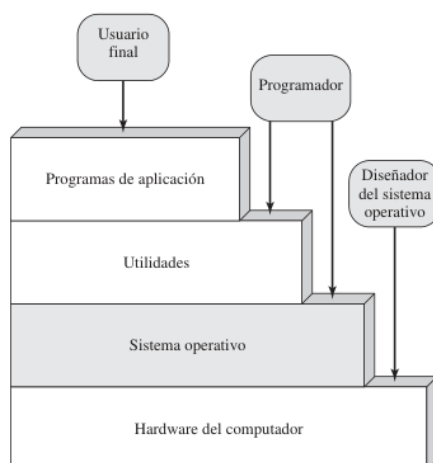 Usuario
final
Programador
Programas de aplicación
Diseñador
del sistema
operativo
Utilidades
Sistema operativo
Hardware del computador